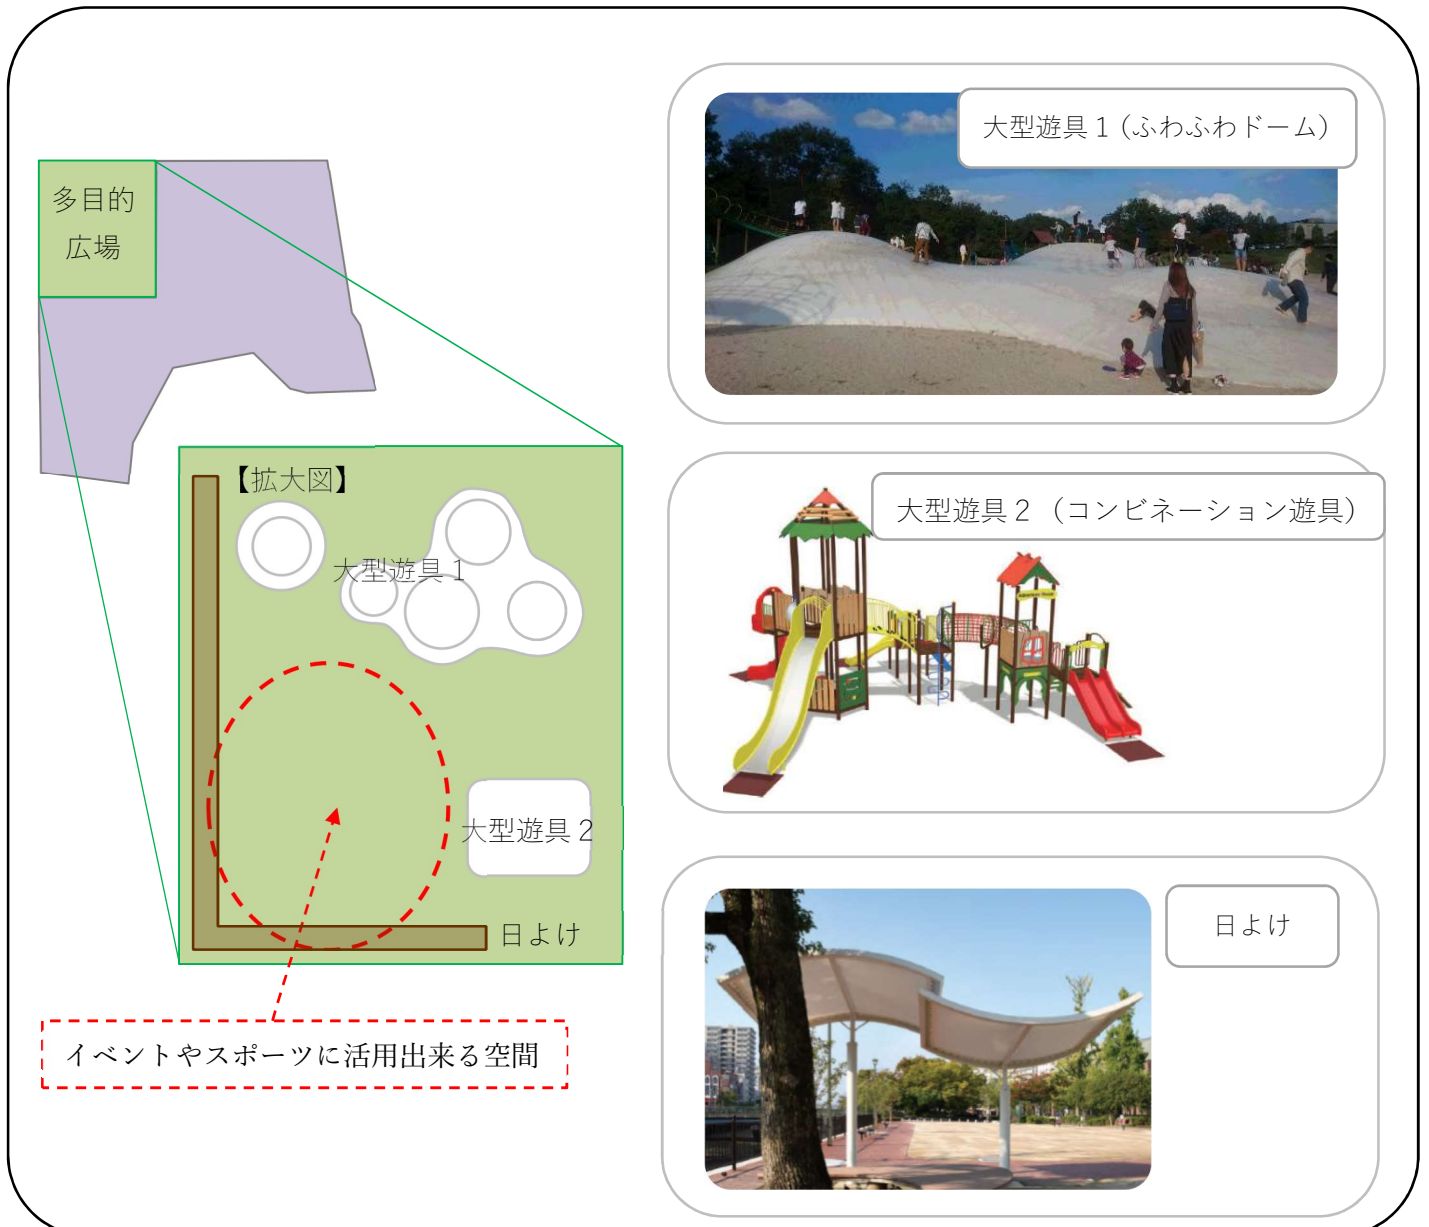 多目的
広場
【拡大図】
大型遊具1
大型遊具2
日よけ
イベントやスポーツに活用出来る空間
大型遊具1(ふわふわドーム)
大型遊具2 (コンビネーション遊具)
日よけ